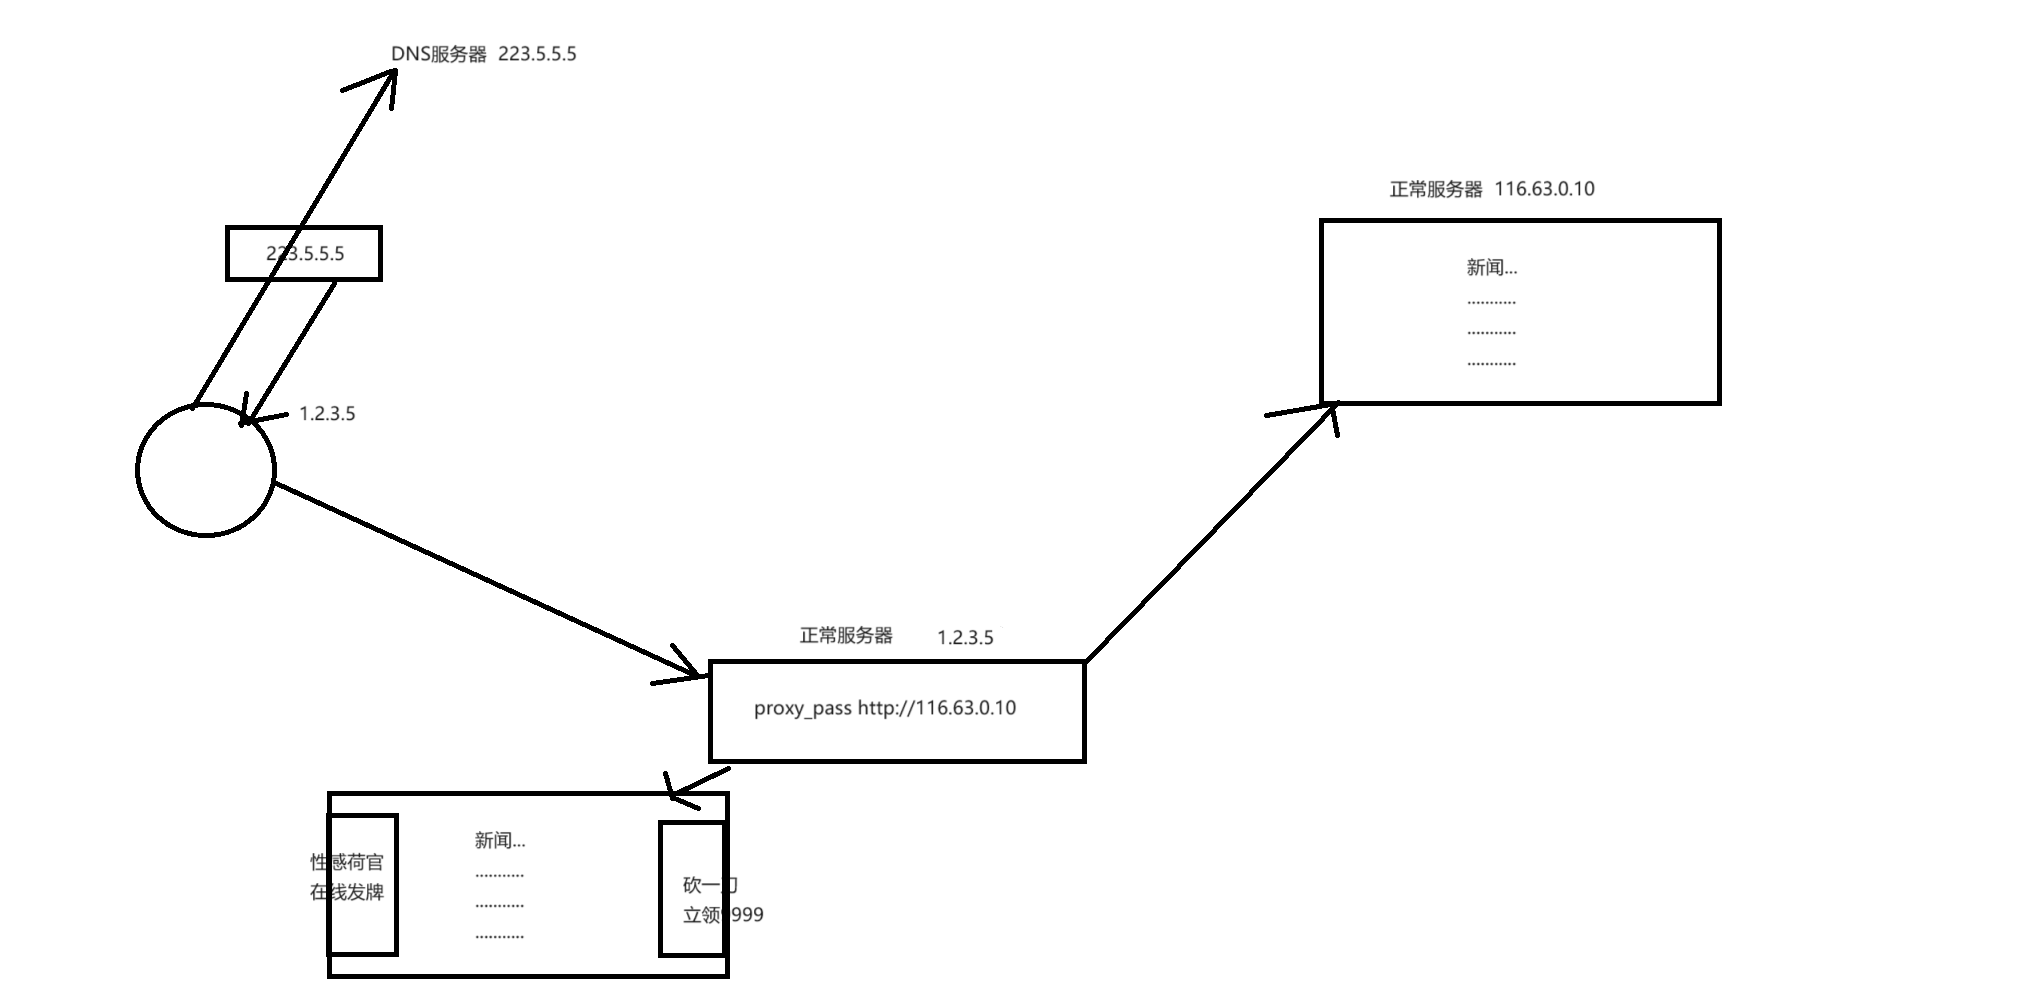 DNS服务器 223.5.5.5
正常服务器 116.63.0.10
223.5.5.5
新闻...
...........
...........
...........
1.2.3.5
正常服务器 1.2.3.5
proxy_pass http://116.63.0.10
新闻...
...........
...........
...........
性感荷官
在线发牌
砍一刀
立领9999